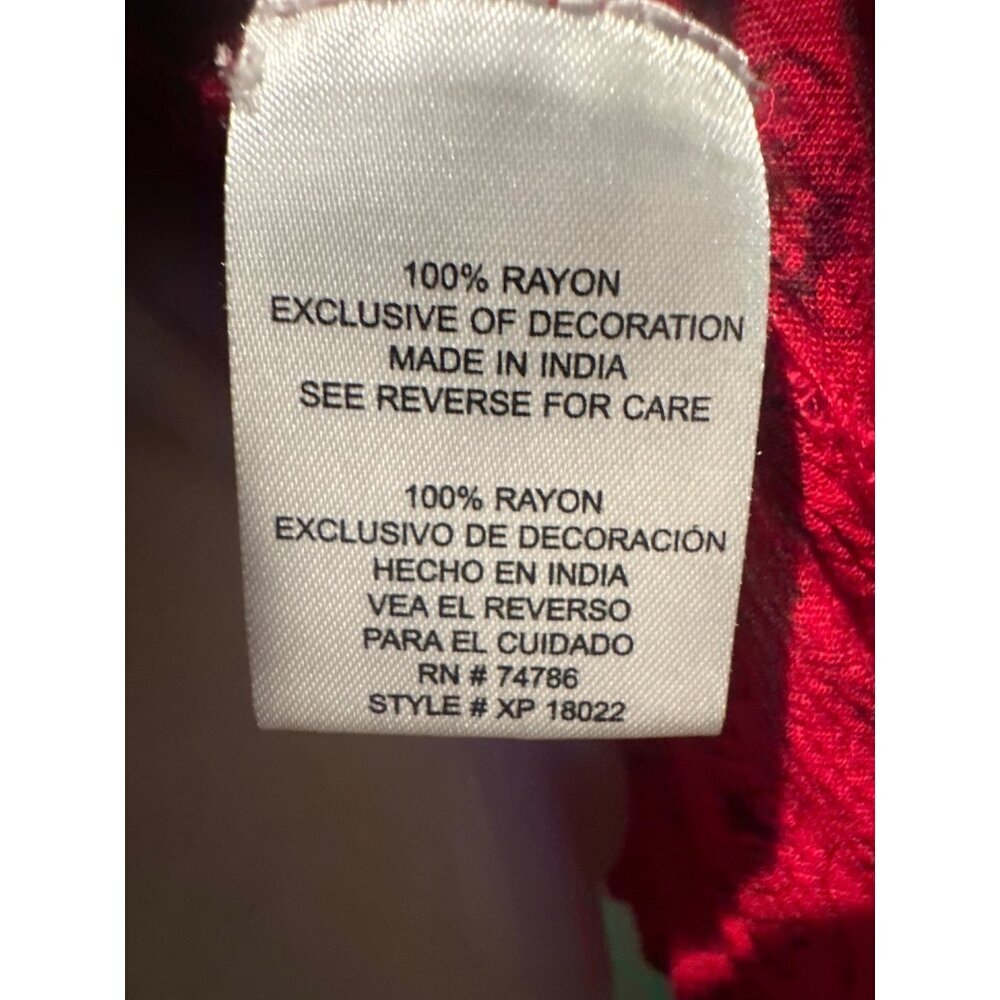 100% RAYON
EXCLUSIVE OF DECORATION
MADE IN INDIA
SEE REVERSE FOR CARE
100% RAYON
EXCLUSIVO DE DECORACIÓN
HECHO EN INDIA
VEA EL REVERSO
PARA EL CUIDADO
RN # 74786
STYLE # XP 18022